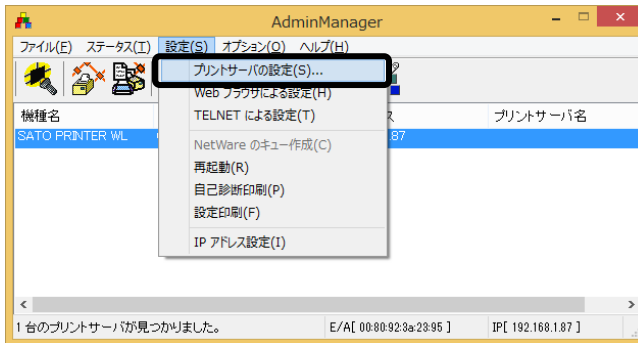 AdminManager
ファイル(F) ステータス(T) 設定(S) オプション(O) ヘルプ(H)
プリントサーバの設定(S)...
Web ブラウザによる設定(H)
機種名 TELNET による設定(T) ス プリントサーバ名
SATO PRINTER WL .87
NetWare のキュー作成(C)
再起動(R)
自己診断印刷(P)
設定印刷(F)
IP アドレス設定(I)
1 台のプリントサーバが見つかりました。 E/A[ 00:80:92:3a:23:95 ] IP[ 192.168.1.87 ]